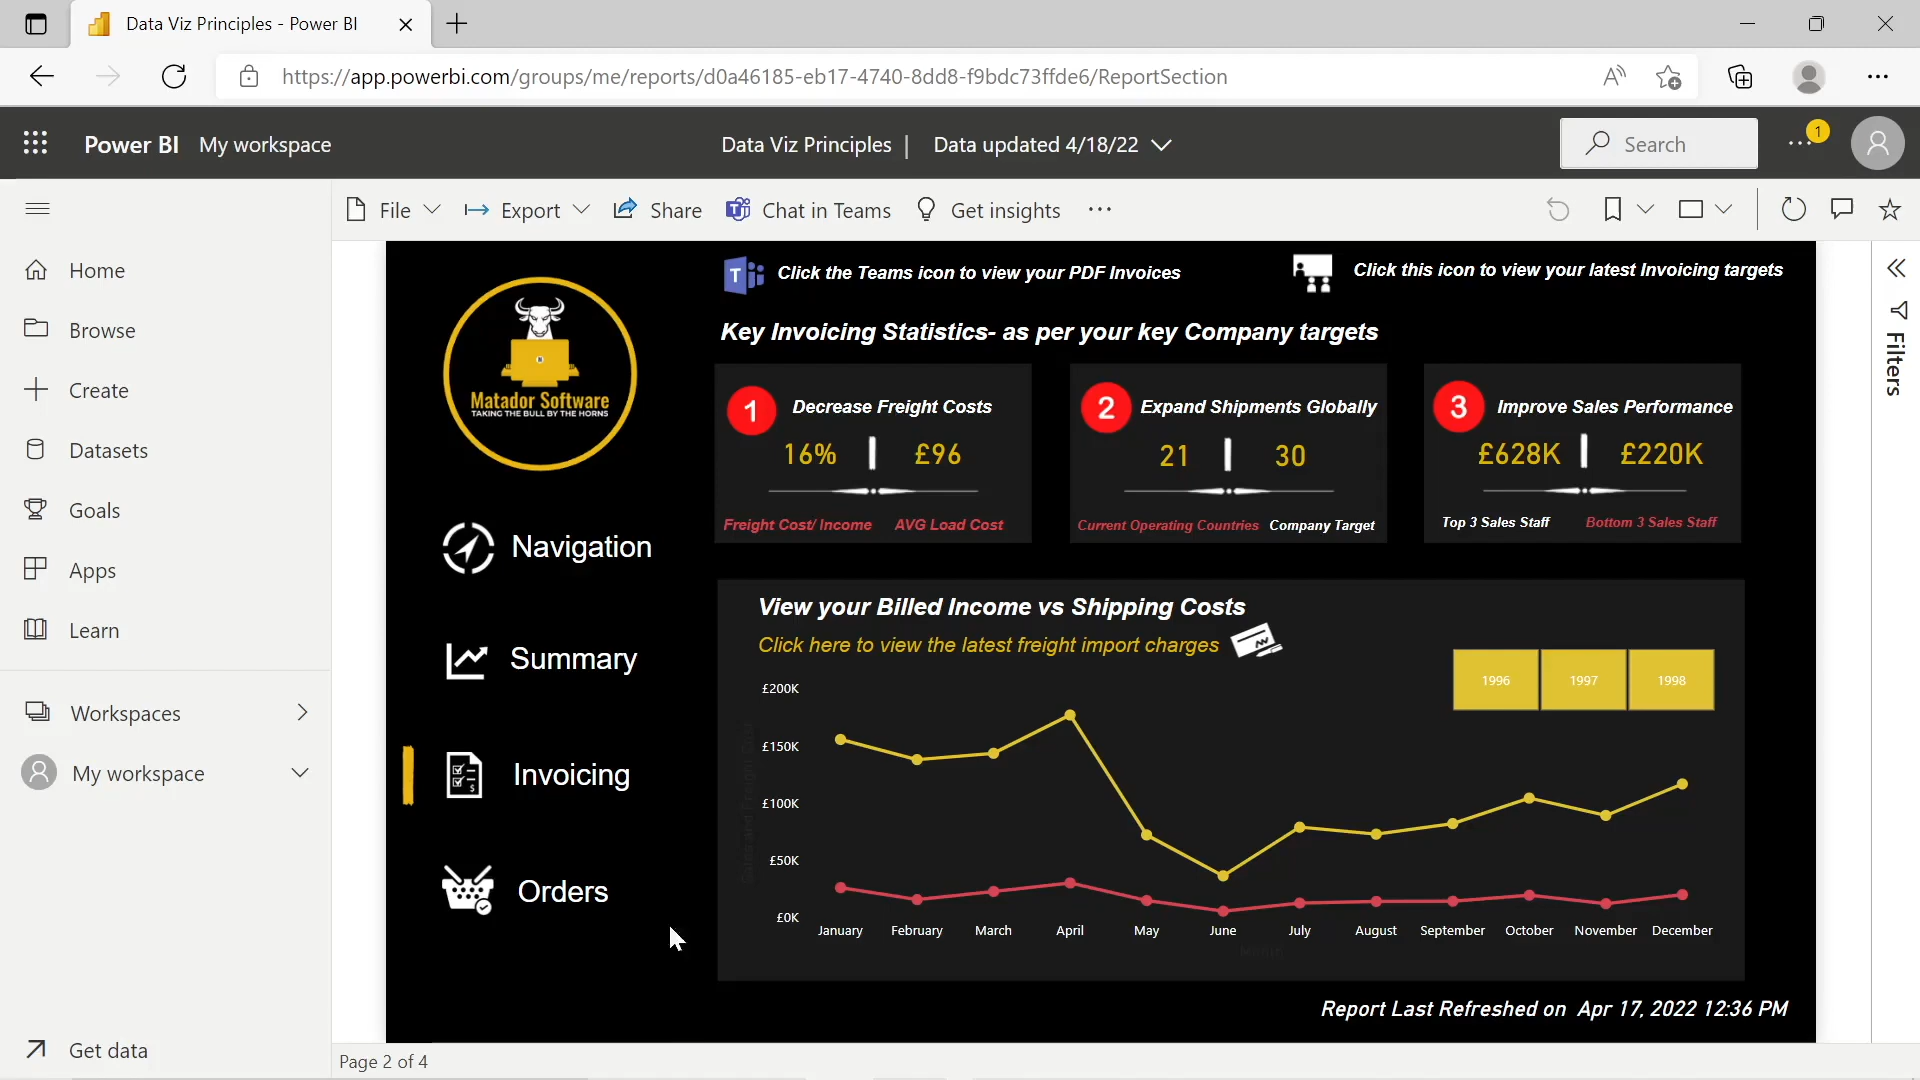 Data Viz Principles - Power BI
https://app.powerbi.com/groups/me/reports/d0a46185-eb17-4740-8dd8-f9bdc73ffde6/ReportSection
Power BI My workspace
Data Viz Principles | Data updated 4/18/22
Search
1
File
Export
Share
Chat in Teams
Get insights
Home
Browse
Create
Datasets
Goals
Apps
Learn
Workspaces
My workspace
Get data
Filters
Matador Software
TAKING THE BULL BY THE HORNS
Navigation
Summary
Invoicing
Orders
Click the Teams icon to view your PDF Invoices
Click this icon to view your latest Invoicing targets
Key Invoicing Statistics- as per your key Company targets
1 Decrease Freight Costs
16% £96
Freight Cost/ Income AVG Load Cost
2 Expand Shipments Globally
21 30
Current Operating Countries Company Target
3 Improve Sales Performance
£628K £220K
Top 3 Sales Staff Bottom 3 Sales Staff
View your Billed Income vs Shipping Costs
Click here to view the latest freight import charges
1996 1997 1998
£200K
£150K
£100K
£50K
£0K
January February March April May June July August September October November December
Month
Report Last Refreshed on Apr 17, 2022 12:36 PM
Page 2 of 4